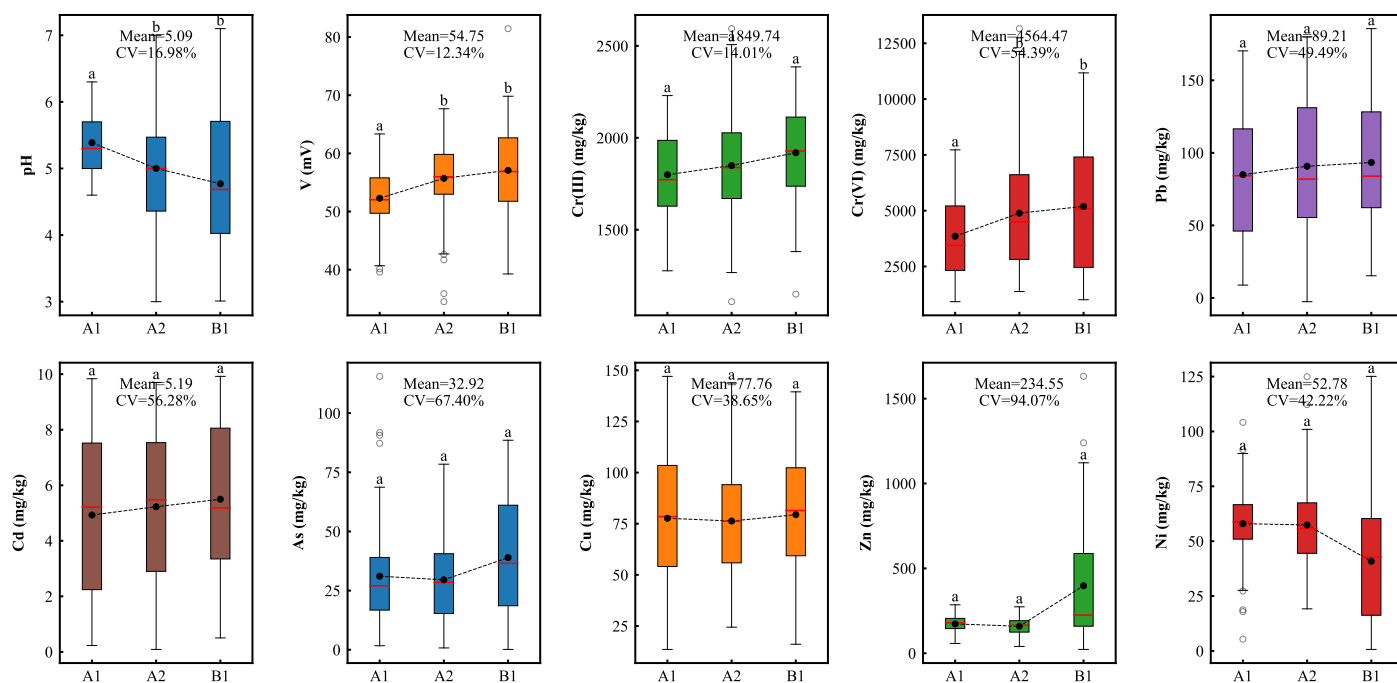 pH
7
6
5
4
3
Mean=5.09
CV=16.98%
a
b
b
A1
A2
B1
V (mV)
80
60
40
Mean=54.75
CV=12.34%
a
b
b
A1
A2
B1
Cr(III) (mg/kg)
2500
2000
1500
Mean=1849.74
CV=14.01%
a
a
a
A1
A2
B1
Cr(VI) (mg/kg)
12500
10000
7500
5000
2500
Mean=4564.47
CV=54.39%
a
b
b
A1
A2
B1
Pb (mg/kg)
150
100
50
0
Mean=89.21
CV=49.49%
a
a
a
A1
A2
B1
Cd (mg/kg)
10
8
6
4
2
0
Mean=5.19
CV=56.28%
a
a
a
A1
A2
B1
As (mg/kg)
100
75
50
25
0
Mean=32.92
CV=67.40%
a
a
a
A1
A2
B1
Cu (mg/kg)
150
125
100
75
50
25
Mean=77.76
CV=38.65%
a
a
a
A1
A2
B1
Zn (mg/kg)
1500
1000
500
0
Mean=234.55
CV=94.07%
a
a
a
A1
A2
B1
Ni (mg/kg)
125
100
75
50
25
0
Mean=52.78
CV=42.22%
a
a
a
A1
A2
B1